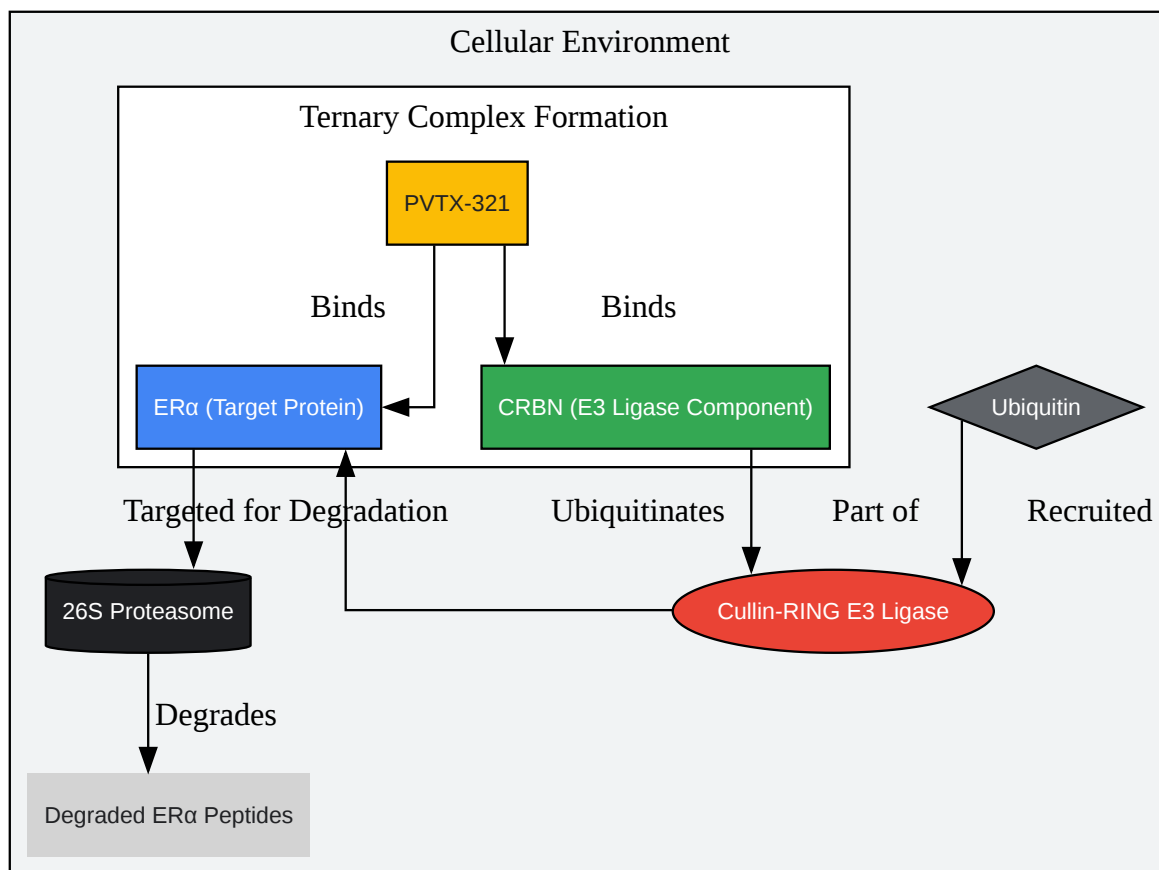 Cellular Environment
Ternary Complex Formation
PVTX-321
Binds
Binds
ERα (Target Protein)
CRBN (E3 Ligase Component)
Ubiquitin
Targeted for Degradation
Ubiquitinates
Part of
Recruited
26S Proteasome
Cullin-RING E3 Ligase
Degrades
Degraded ERα Peptides